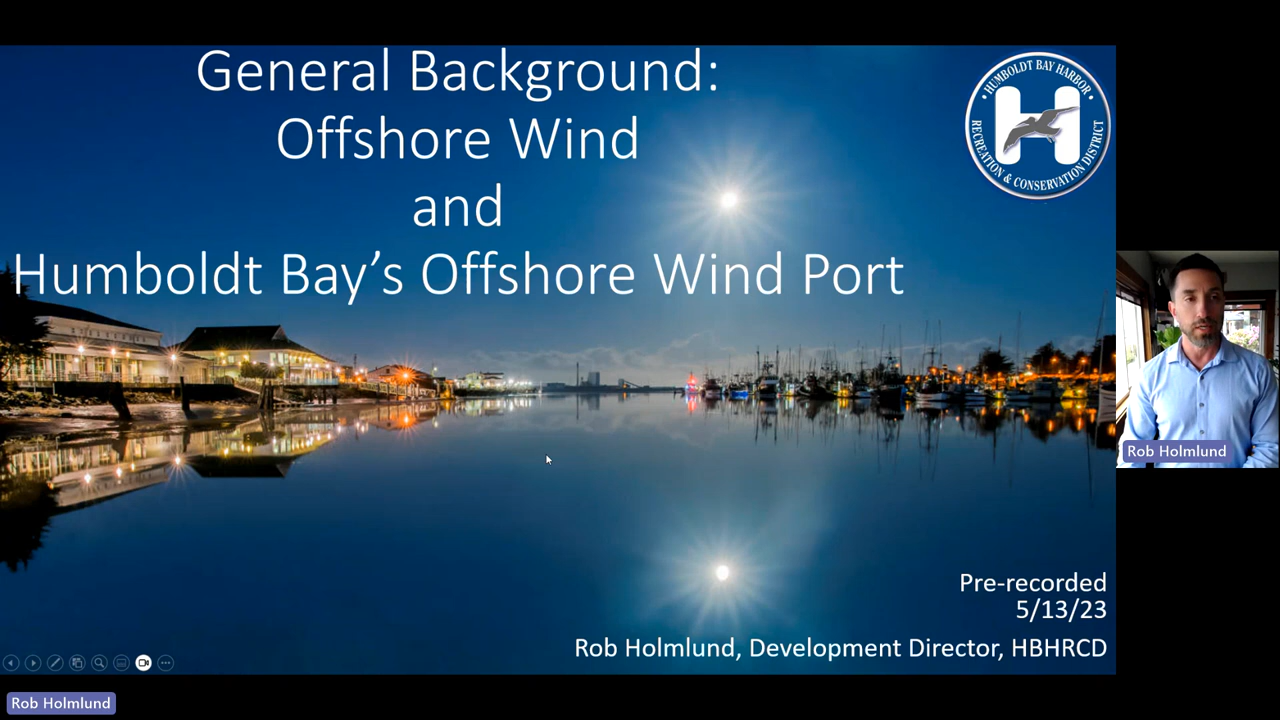 General Background:
Offshore Wind
and
Humboldt Bay’s Offshore Wind Port
HUMBOLDT BAY HARBOR
RECREATION & CONSERVATION DISTRICT
H
Rob Holmlund
Pre-recorded
5/13/23
Rob Holmlund, Development Director, HBHRCD
Rob Holmlund